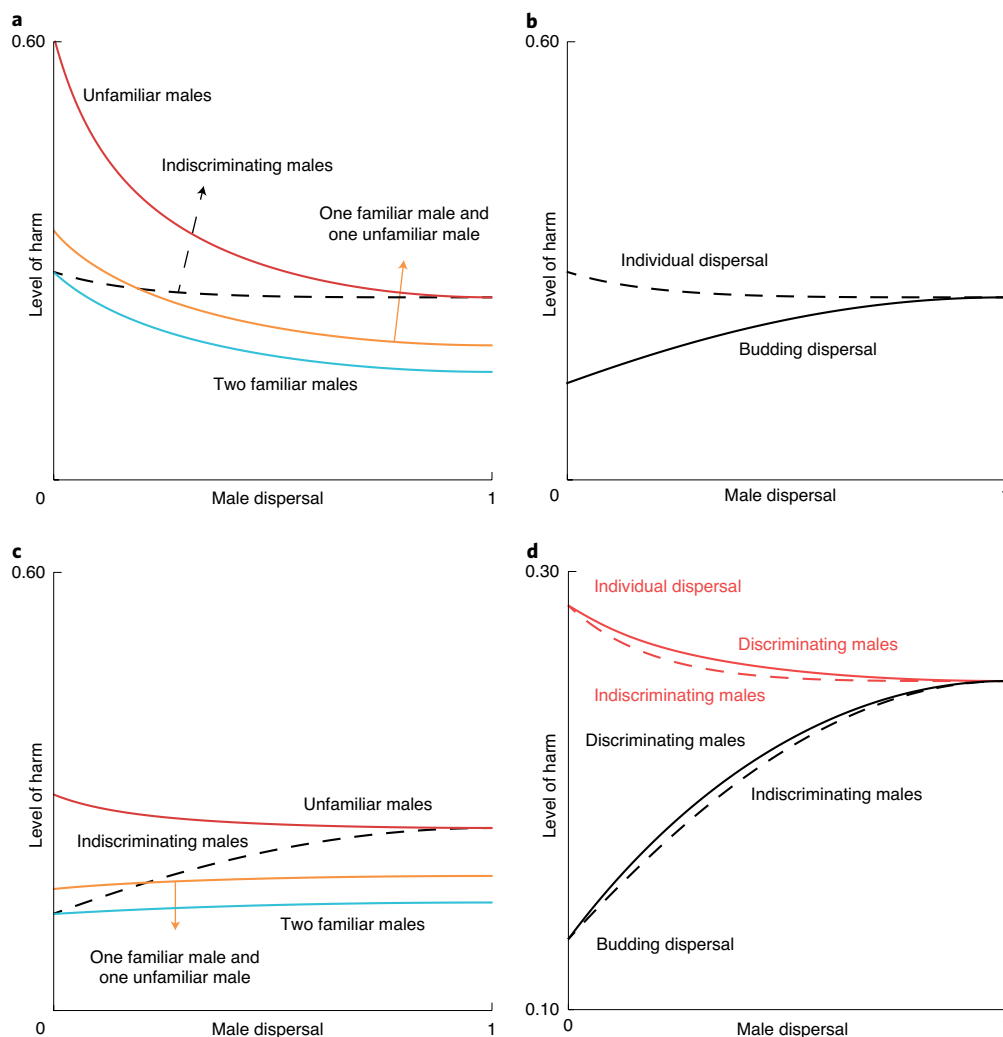 a
0.60
Unfamiliar males
Indiscriminating males
One familiar male and
one unfamiliar male
Level of harm
Two familiar males
0
Male dispersal
1
b
0.60
Level of harm
Individual dispersal
Budding dispersal
0
Male dispersal
1
c
0.60
Level of harm
Unfamiliar males
Indiscriminating males
Two familiar males
One familiar male and
one unfamiliar male
0
Male dispersal
1
d
0.30
Individual dispersal
Discriminating males
Indiscriminating males
Discriminating males
Level of harm
Indiscriminating males
Budding dispersal
0.10
0
Male dispersal